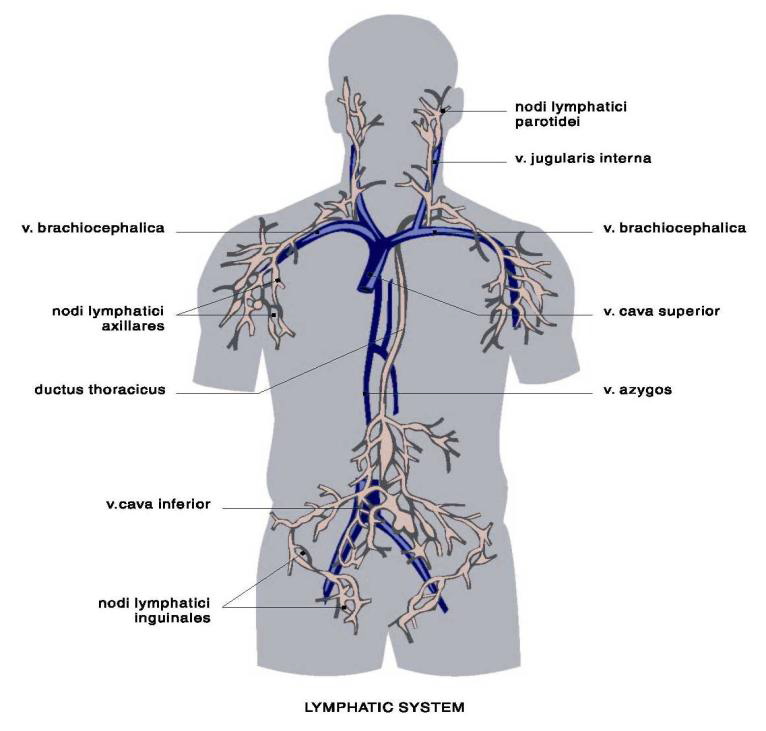 nodi lymphatici
parotidei
v. jugularis interna
v. brachiocephalica
v. brachiocephalica
nodi lymphatici
axillares
v. cava superior
ductus thoracicus
v. azygos
v.cava inferior
nodi lymphatici
inguinales
LYMPHATIC SYSTEM